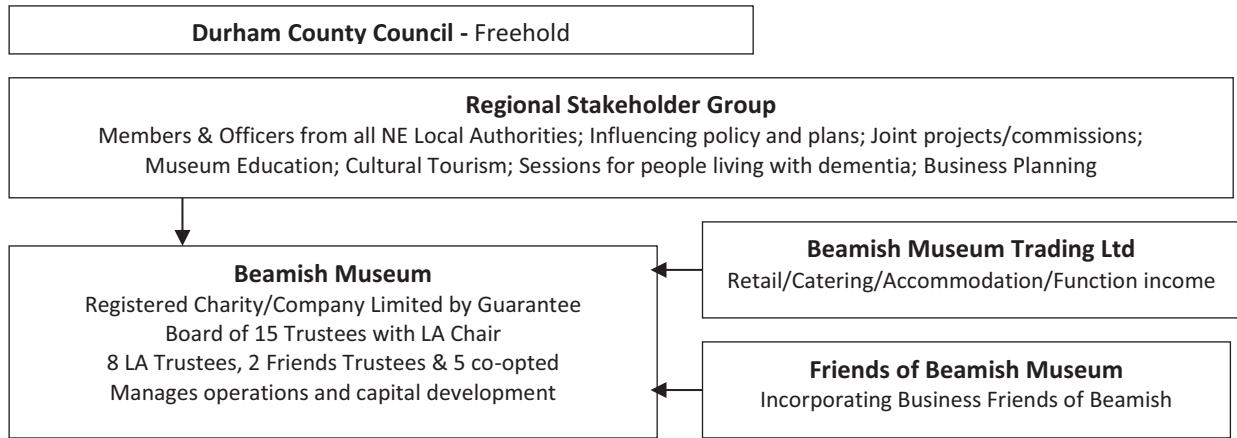 Durham County Council - Freehold
Regional Stakeholder Group
Members & Officers from all NE Local Authorities; Influencing policy and plans; Joint projects/commissions;
Museum Education; Cultural Tourism; Sessions for people living with dementia; Business Planning
Beamish Museum
Registered Charity/Company Limited by Guarantee
Board of 15 Trustees with LA Chair
8 LA Trustees, 2 Friends Trustees & 5 co-opted
Manages operations and capital development
Beamish Museum Trading Ltd
Retail/Catering/Accommodation/Function income
Friends of Beamish Museum
Incorporating Business Friends of Beamish